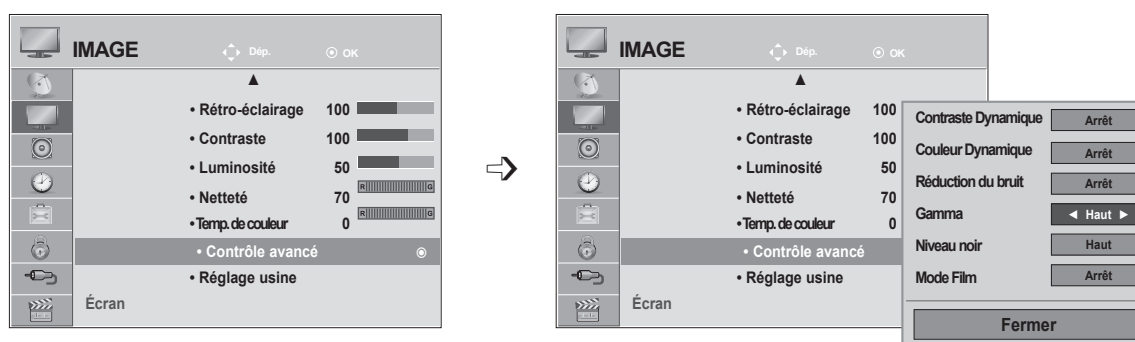 IMAGE Dép. OK
▲
• Rétro-éclairage 100
• Contraste 100
• Luminosité 50
• Netteté 70 R G
•Temp. de couleur 0 R G
• Contrôle avancé
• Réglage usine
Écran
IMAGE Dép. OK
▲
• Rétro-éclairage 100
• Contraste 100
• Luminosité 50
• Netteté 70
•Temp. de couleur 0
• Contrôle avancé
• Réglage usine
Écran
Contraste Dynamique Arrêt
Couleur Dynamique Arrêt
Réduction du bruit Arrêt
Gamma ◀ Haut ▶
Niveau noir Haut
Mode Film Arrêt
Fermer